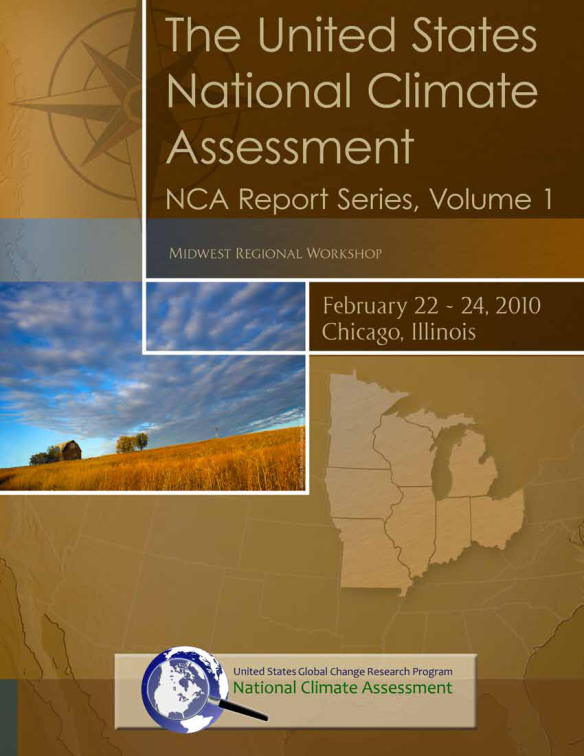 The United States
National Climate
Assessment
NCA Report Series, Volume 1
Midwest Regional Workshop
February 22 - 24, 2010
Chicago, Illinois
United States Global Change Research Program
National Climate Assessment